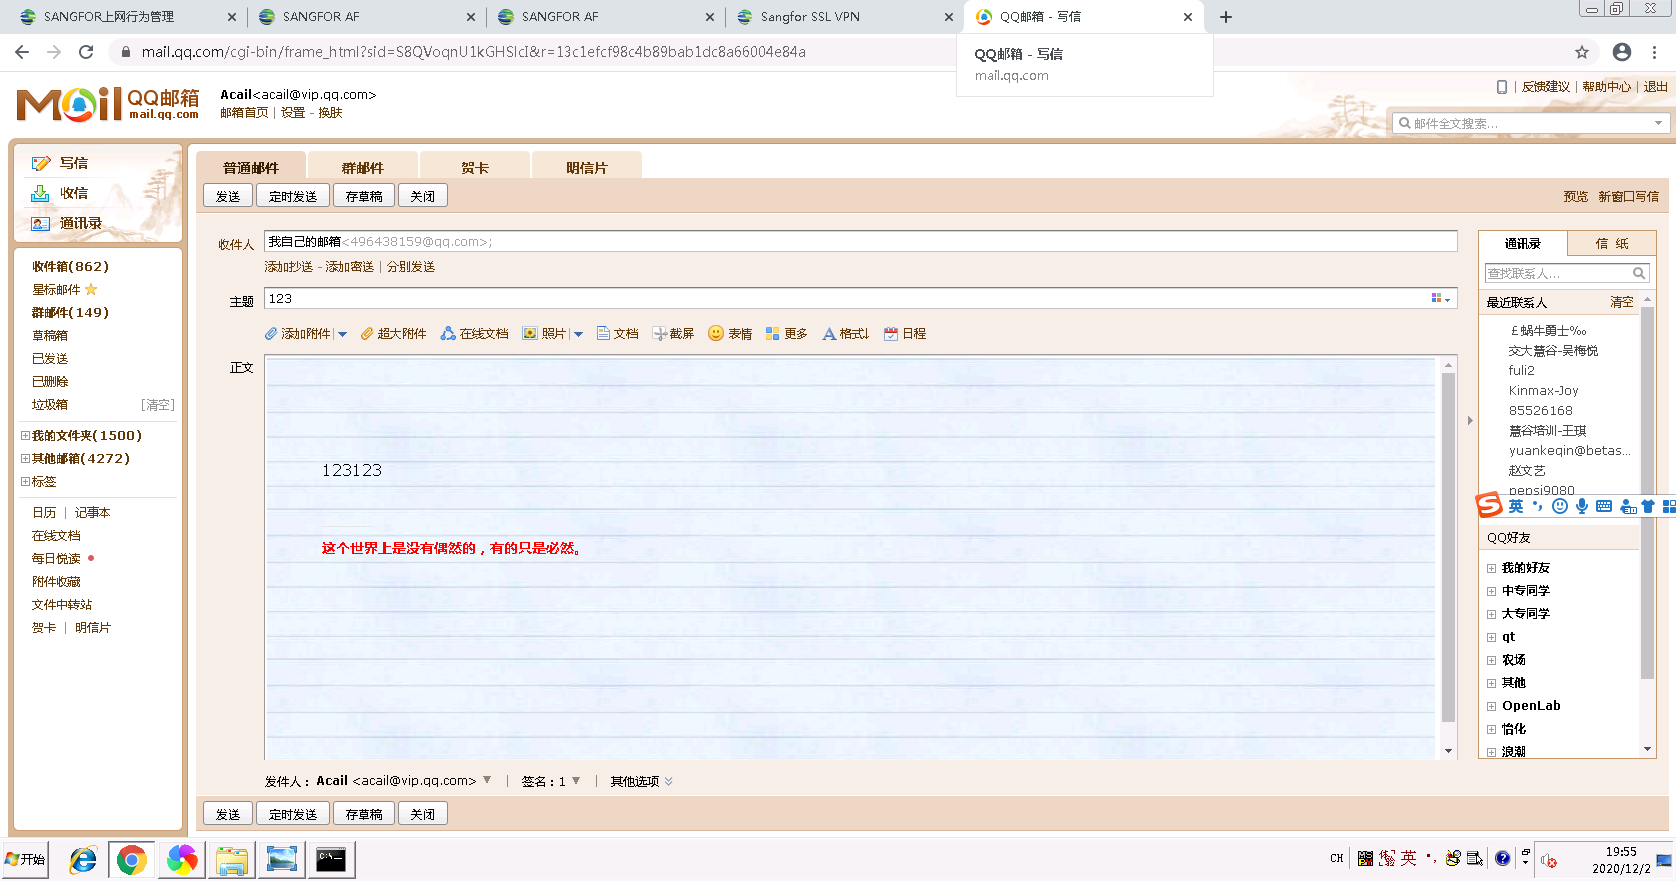 SANGFOR上网行为管理
SANGFOR AF
SANGFOR AF
Sangfor SSL VPN
QQ邮箱 - 写信
mail.qq.com/cgi-bin/frame_html?sid=S8QVoqnU1kGHSlcI&r=13c1efcf98c4b89bab1dc8a66004e84a
QQ邮箱 - 写信
mail.qq.com
Mail QQ邮箱
mail.qq.com
Acail<acail@vip.qq.com>
邮箱首页 | 设置 - 换肤
反馈建议 | 帮助中心 | 退出
邮件全文搜索...
写信
收信
通讯录
收件箱(862)
星标邮件
群邮件(149)
草稿箱
已发送
已删除
垃圾箱 [清空]
我的文件夹(1500)
其他邮箱(4272)
标签
日历 | 记事本
在线文档
每日悦读
附件收藏
文件中转站
贺卡 | 明信片
普通邮件 群邮件 贺卡 明信片
发送 定时发送 存草稿 关闭
预览 新窗口写信
收件人 我自己的邮箱<496438159@qq.com>;
添加抄送 - 添加密送 | 分别发送
主题 123
添加附件 | 超大附件 在线文档 照片 | 文档 截屏 表情 更多 格式↓ 日程
正文
123123
这个世界上是没有偶然的，有的只是必然。
发件人：Acail <acail@vip.qq.com> | 签名：1 | 其他选项
发送 定时发送 存草稿 关闭
通讯录 信 纸
查找联系人...
最近联系人 清空
￡蜗牛勇士‰
交大慧谷-吴梅悦
fuli2
Kinmax-Joy
85526168
慧谷培训-王琪
yuankeqin@betas...
赵文艺
pepsi9080
英
QQ好友
我的好友
中专同学
大专同学
qt
农场
其他
OpenLab
怡化
浪潮
开始
CH
英
19:55
2020/12/2